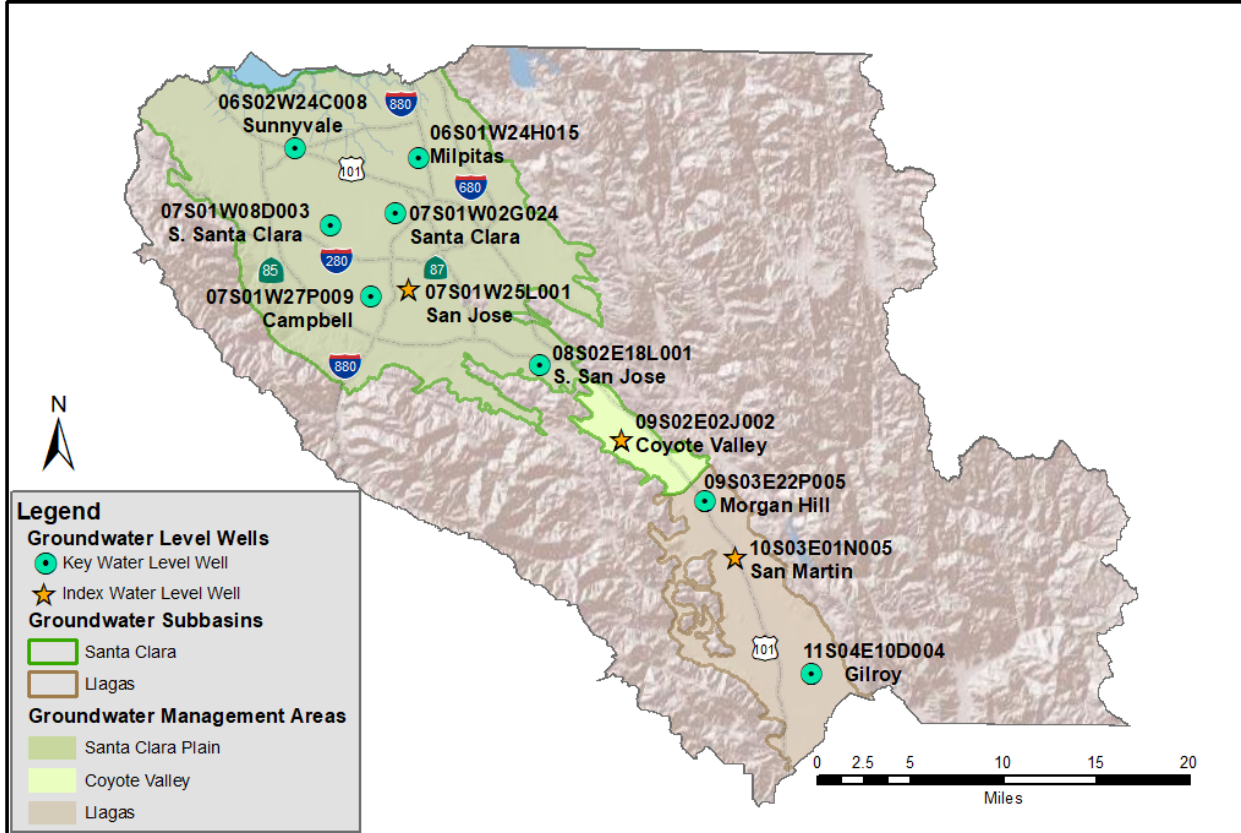 880
06S02W24C008
Sunnyvale
06S01W24H015
Milpitas
101
680
07S01W08D003
S. Santa Clara
07S01W02G024
Santa Clara
280
85
87
07S01W27P009
Campbell
07S01W25L001
San Jose
880
08S02E18L001
S. San Jose
N
09S02E02J002
Coyote Valley
09S03E22P005
Morgan Hill
10S03E01N005
San Martin
101
11S04E10D004
Gilroy
Legend
Groundwater Level Wells
Key Water Level Well
Index Water Level Well
Groundwater Subbasins
Santa Clara
Llagas
Groundwater Management Areas
Santa Clara Plain
Coyote Valley
Llagas
0 2.5 5 10 15 20
Miles